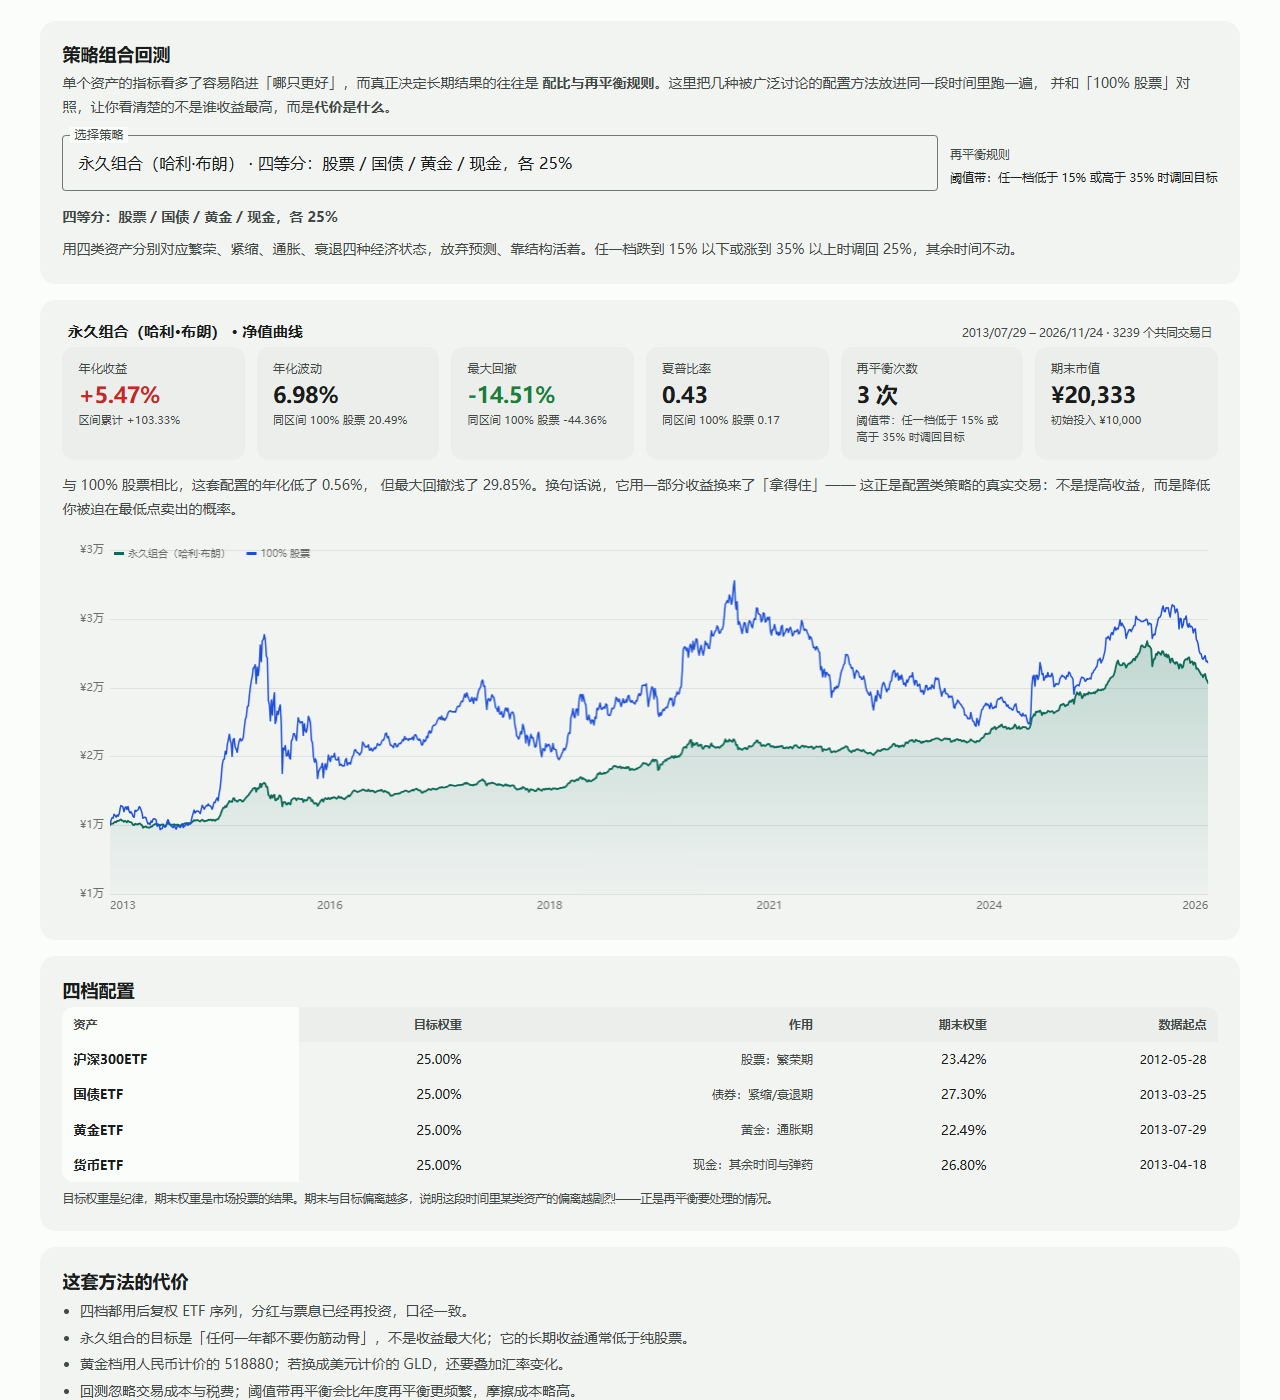 策略组合回测
单个资产的指标看多了容易陷进「哪只更好」，而真正决定长期结果的往往是 配比与再平衡规则。这里把几种被广泛讨论的配置方法放进同一段时间里跑一遍， 并和「100% 股票」对
照，让你看清楚的不是谁收益最高，而是代价是什么。
选择策略
永久组合（哈利·布朗） · 四等分：股票 / 国债 / 黄金 / 现金，各 25%
再平衡规则
阈值带：任一档低于 15% 或高于 35% 时调回目标
四等分：股票 / 国债 / 黄金 / 现金，各 25%
用四类资产分别对应繁荣、紧缩、通胀、衰退四种经济状态，放弃预测、靠结构活着。任一档跌到 15% 以下或涨到 35% 以上时调回 25%，其余时间不动。
永久组合（哈利·布朗） · 净值曲线
2013/07/29 – 2026/11/24 · 3239 个共同交易日
年化收益
+5.47%
区间累计 +103.33%
年化波动
6.98%
同区间 100% 股票 20.49%
最大回撤
-14.51%
同区间 100% 股票 -44.36%
夏普比率
0.43
同区间 100% 股票 0.17
再平衡次数
3 次
阈值带：任一档低于 15% 或
高于 35% 时调回目标
期末市值
¥20,333
初始投入 ¥10,000
与 100% 股票相比，这套配置的年化低了 0.56%， 但最大回撤浅了 29.85%。换句话说，它用一部分收益换来了「拿得住」—— 这正是配置类策略的真实交易：不是提高收益，而是降低
你被迫在最低点卖出的概率。
永久组合（哈利·布朗） 100% 股票
¥3万
¥3万
¥2万
¥2万
¥1万
¥1万
2013 2016 2018 2021 2024 2026
四档配置
资产 目标权重 作用 期末权重 数据起点
沪深300ETF 25.00% 股票：繁荣期 23.42% 2012-05-28
国债ETF 25.00% 债券：紧缩/衰退期 27.30% 2013-03-25
黄金ETF 25.00% 黄金：通胀期 22.49% 2013-07-29
货币ETF 25.00% 现金：其余时间与弹药 26.80% 2013-04-18
目标权重是纪律，期末权重是市场投票的结果。期末与目标偏离越多，说明这段时间里某类资产的偏离越剧烈——正是再平衡要处理的情况。
这套方法的代价
• 四档都用后复权 ETF 序列，分红与票息已经再投资，口径一致。
• 永久组合的目标是「任何一年都不要伤筋动骨」，不是收益最大化；它的长期收益通常低于纯股票。
• 黄金档用人民币计价的 518880；若换成美元计价的 GLD，还要叠加汇率变化。
• 回测忽略交易成本与税费；阈值带再平衡会比年度再平衡更频繁，摩擦成本略高。